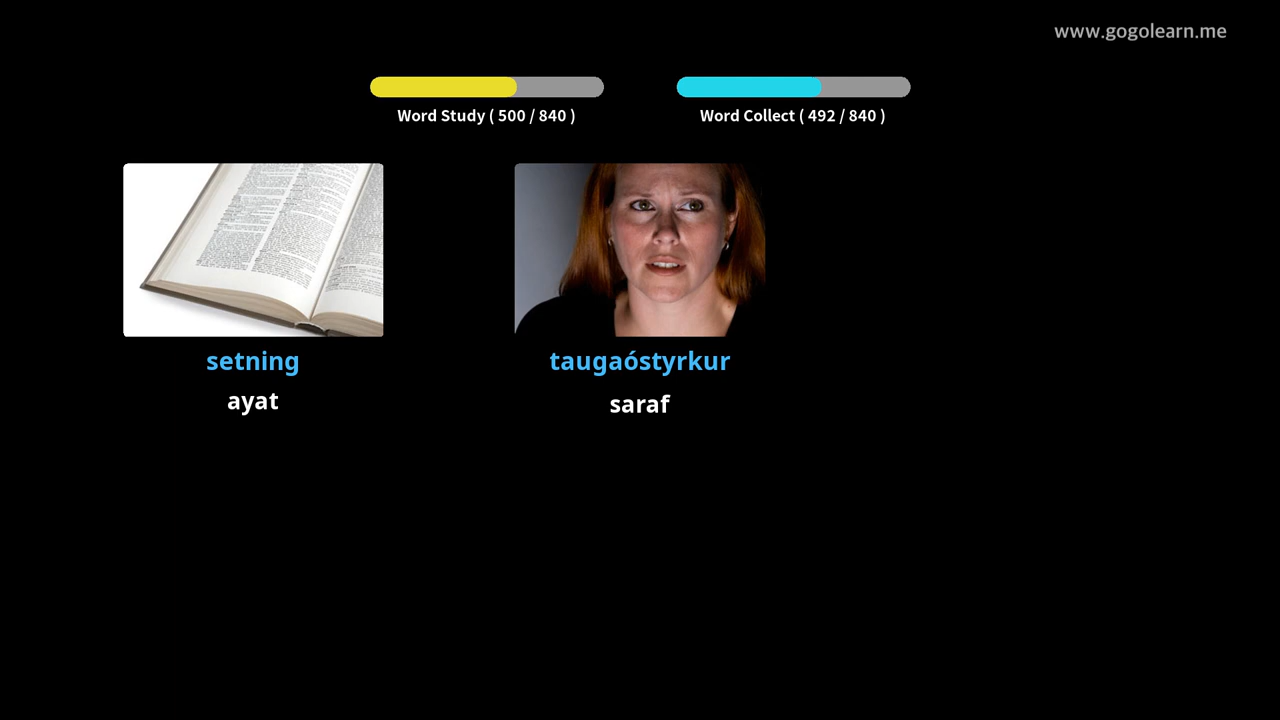 www.gogolearn.me
Word Study ( 500 / 840 )
Word Collect ( 492 / 840 )
setning
taugaóstyrkur
ayat
saraf